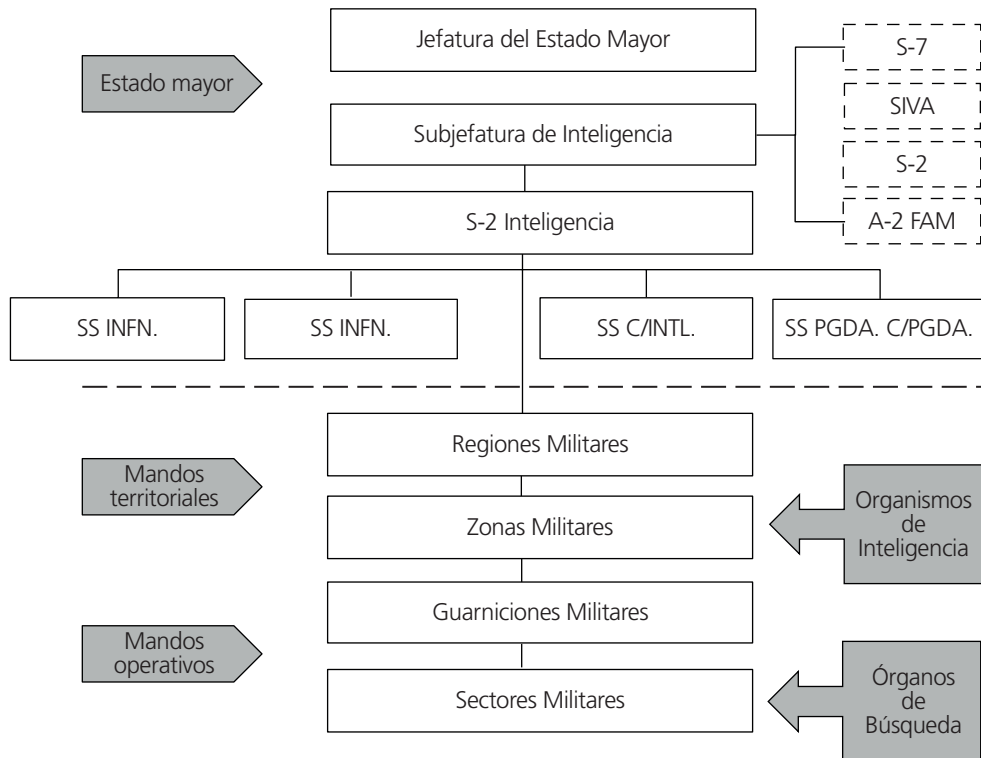 Jefatura del Estado Mayor
S-7
Estado mayor
SIVA
Subjefatura de Inteligencia
S-2
S-2 Inteligencia
A-2 FAM
SS INFN.
SS INFN.
SS C/INTL.
SS PGDA. C/PGDA.
Regiones Militares
Mandos
territoriales
Zonas Militares
Organismos
de
Inteligencia
Guarniciones Militares
Mandos
operativos
Sectores Militares
Órganos
de
Búsqueda